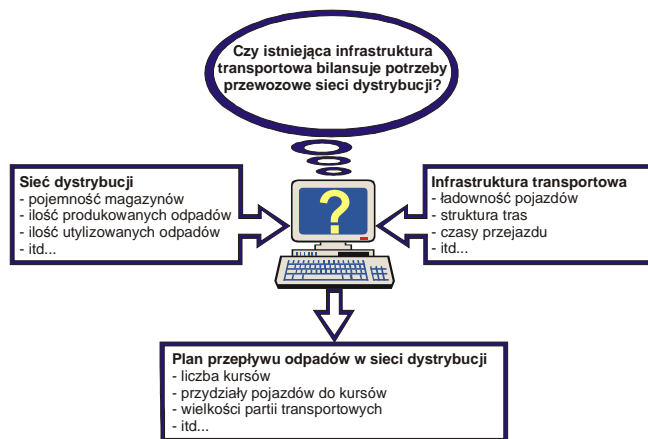 Czy istniejąca infrastruktura
transportowa bilansuje potrzeby
przewozowe sieci dystrybucji?
Sieć dystrybucji
- pojemność magazynów
- ilość produkowanych odpadów
- ilość utylizowanych odpadów
- itd...
?
Infrastruktura transportowa
- ładowność pojazdów
- struktura tras
- czasy przejazdu
- itd...
Plan przepływu odpadów w sieci dystrybucji
- liczba kursów
- przydziały pojazdów do kursów
- wielkości partii transportowych
- itd...